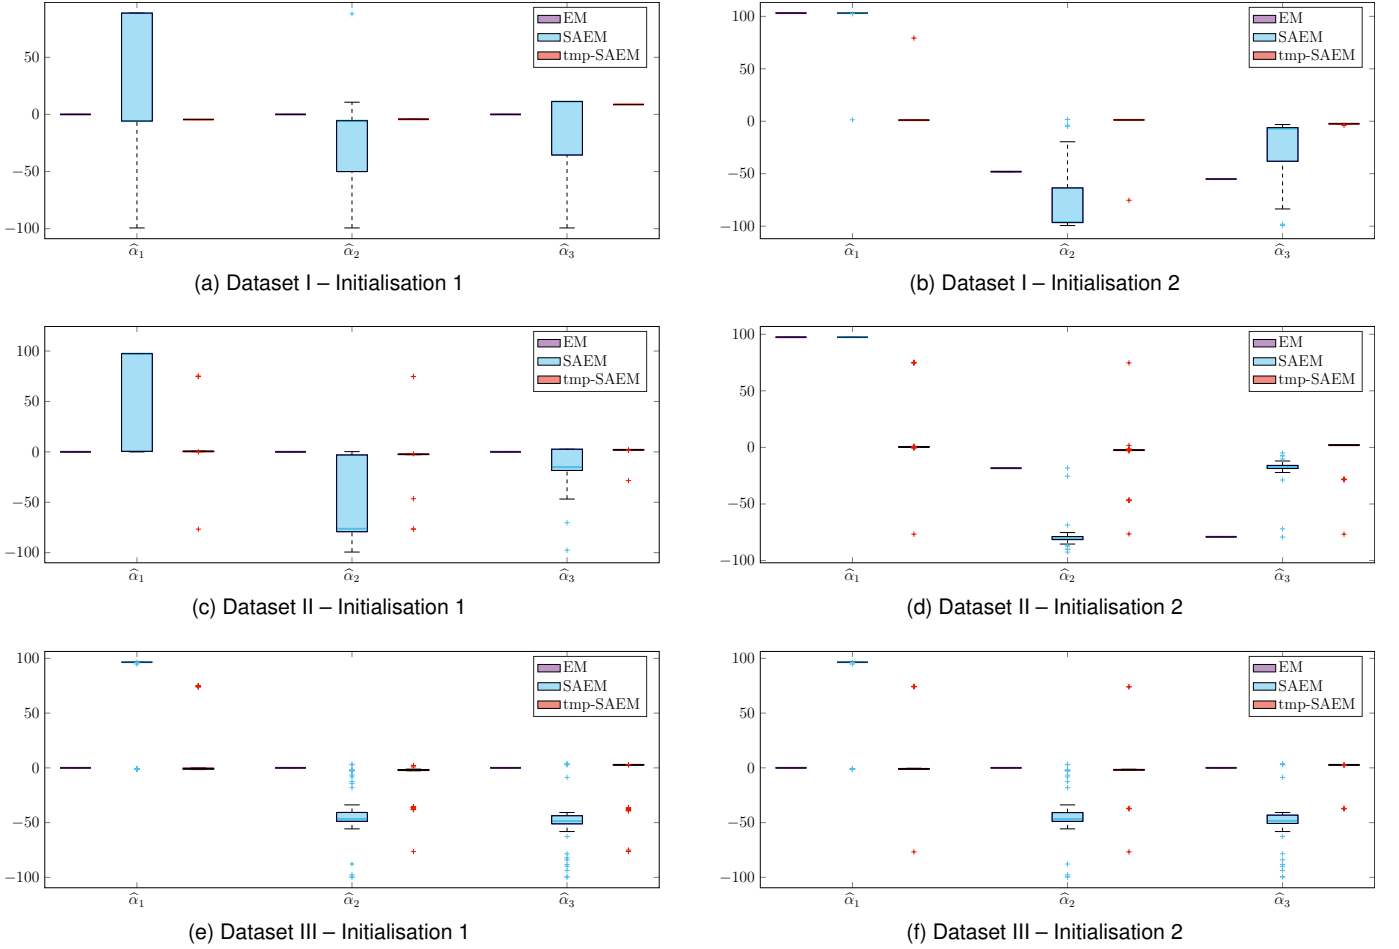 50
0
−50
−100
EM
SAEM
tmp-SAEM
α̂1
α̂2
α̂3
(a) Dataset I – Initialisation 1
100
50
0
−50
−100
EM
SAEM
tmp-SAEM
α̂1
α̂2
α̂3
(b) Dataset I – Initialisation 2
100
50
0
−50
−100
EM
SAEM
tmp-SAEM
α̂1
α̂2
α̂3
(c) Dataset II – Initialisation 1
100
50
0
−50
−100
EM
SAEM
tmp-SAEM
α̂1
α̂2
α̂3
(d) Dataset II – Initialisation 2
100
50
0
−50
−100
EM
SAEM
tmp-SAEM
α̂1
α̂2
α̂3
(e) Dataset III – Initialisation 1
100
50
0
−50
−100
EM
SAEM
tmp-SAEM
α̂1
α̂2
α̂3
(f) Dataset III – Initialisation 2